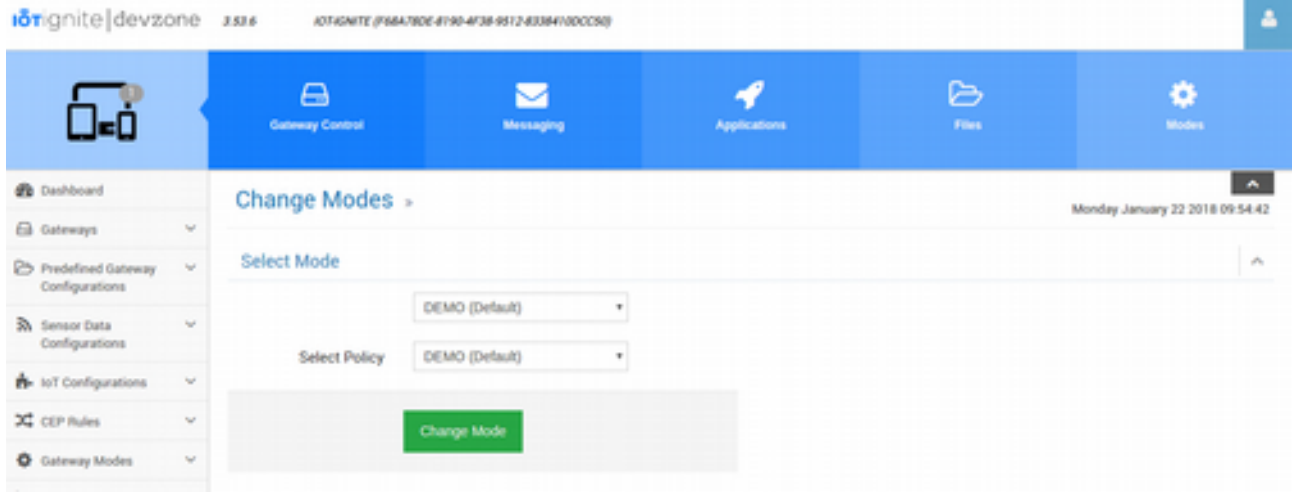 iOTignite|devzone 3.53.6
1
Gateway Control Messaging Applications Files Modes
Dashboard
Gateways
Predefined Gateway
Configurations
Sensor Data
Configurations
IoT Configurations
CEP Rules
Gateway Modes
Change Modes »
Monday January 22 2018 09:54:42
Select Mode
DEMO (Default)
Select Policy DEMO (Default)
Change Mode